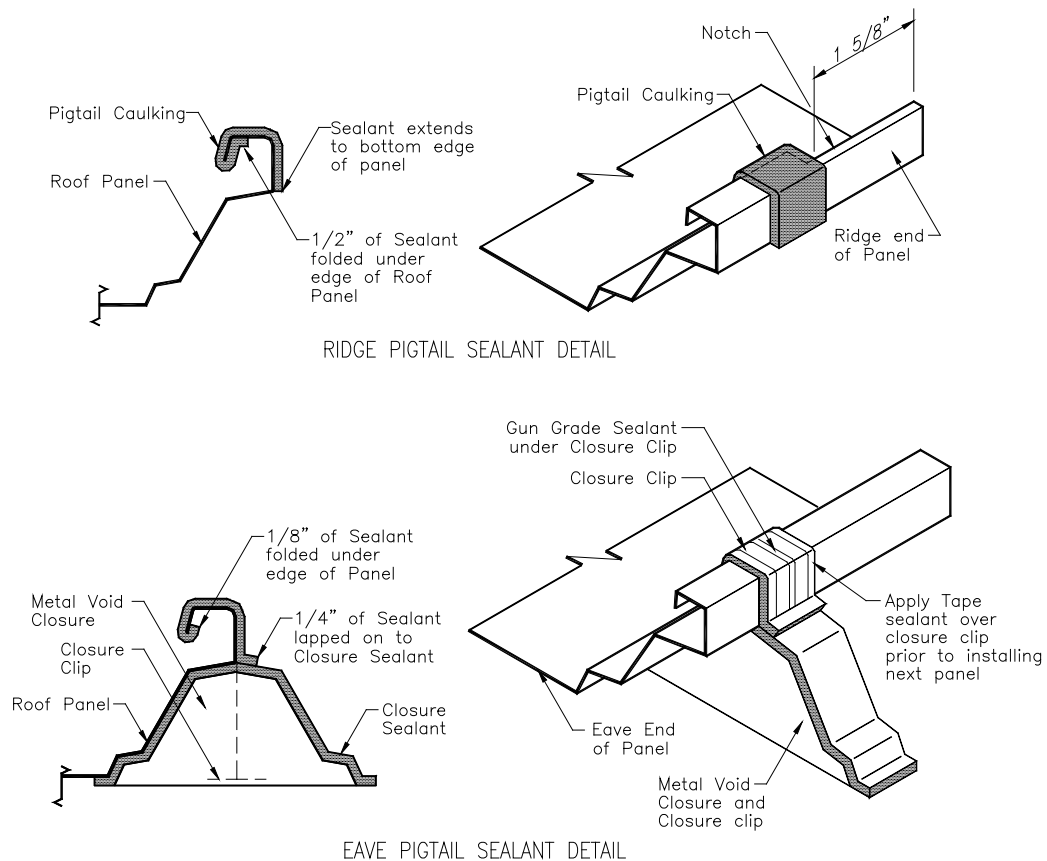 Pigtail Caulking
Roof Panel
Sealant extends
to bottom edge
of panel
1/2" of Sealant
folded under
edge of Roof
Panel
Notch
Pigtail Caulking
1 5/8"
Ridge end
of Panel
RIDGE PIGTAIL SEALANT DETAIL
1/8" of Sealant
folded under
edge of Panel
Metal Void
Closure
1/4" of Sealant
lapped on to
Closure Sealant
Closure
Clip
Roof Panel
Closure
Sealant
Gun Grade Sealant
under Closure Clip
Closure Clip
Apply Tape
sealant over
closure clip
prior to installing
next panel
Eave End
of Panel
Metal Void
Closure and
Closure clip
EAVE PIGTAIL SEALANT DETAIL